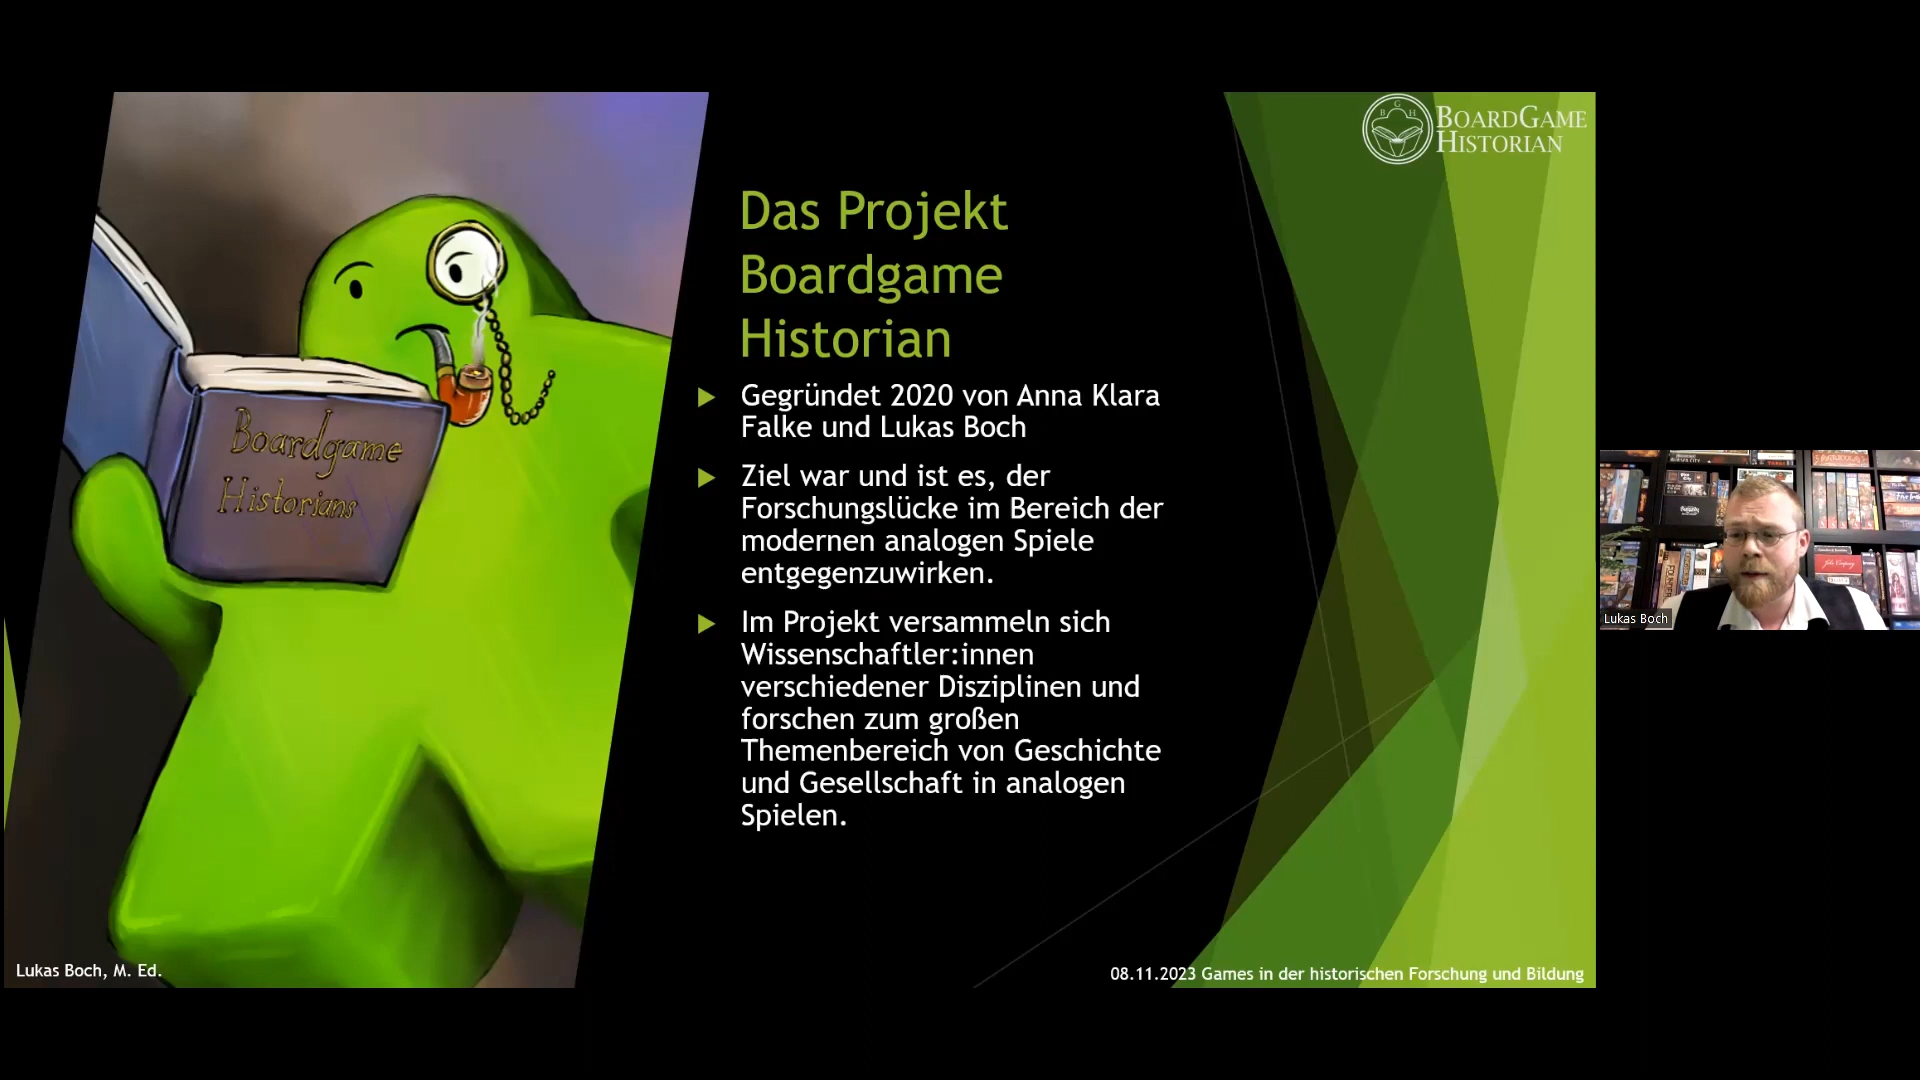 B G H
BOARDGAME
HISTORIAN
Das Projekt
Boardgame
Historian
Gegründet 2020 von Anna Klara
Falke und Lukas Boch
Ziel war und ist es, der
Forschungslücke im Bereich der
modernen analogen Spiele
entgegenzuwirken.
Im Projekt versammeln sich
Wissenschaftler:innen
verschiedener Disziplinen und
forschen zum großen
Themenbereich von Geschichte
und Gesellschaft in analogen
Spielen.
Boardgame
Historians
Lukas Boch, M. Ed.
08.11.2023 Games in der historischen Forschung und Bildung
Lukas Boch